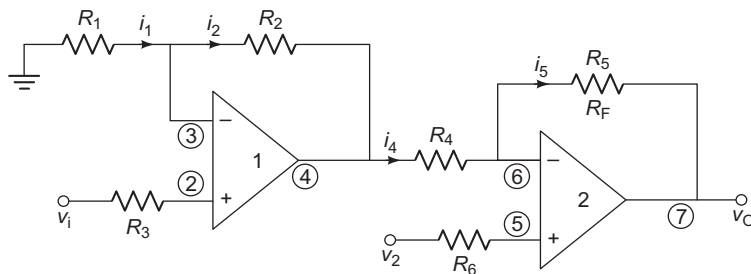 R1 i1 i2 R2
i5 R5
RF
3 − 1 i4 R4
2 + 4 6 −
vi R3 5 2 7 vO
v2 R6 +